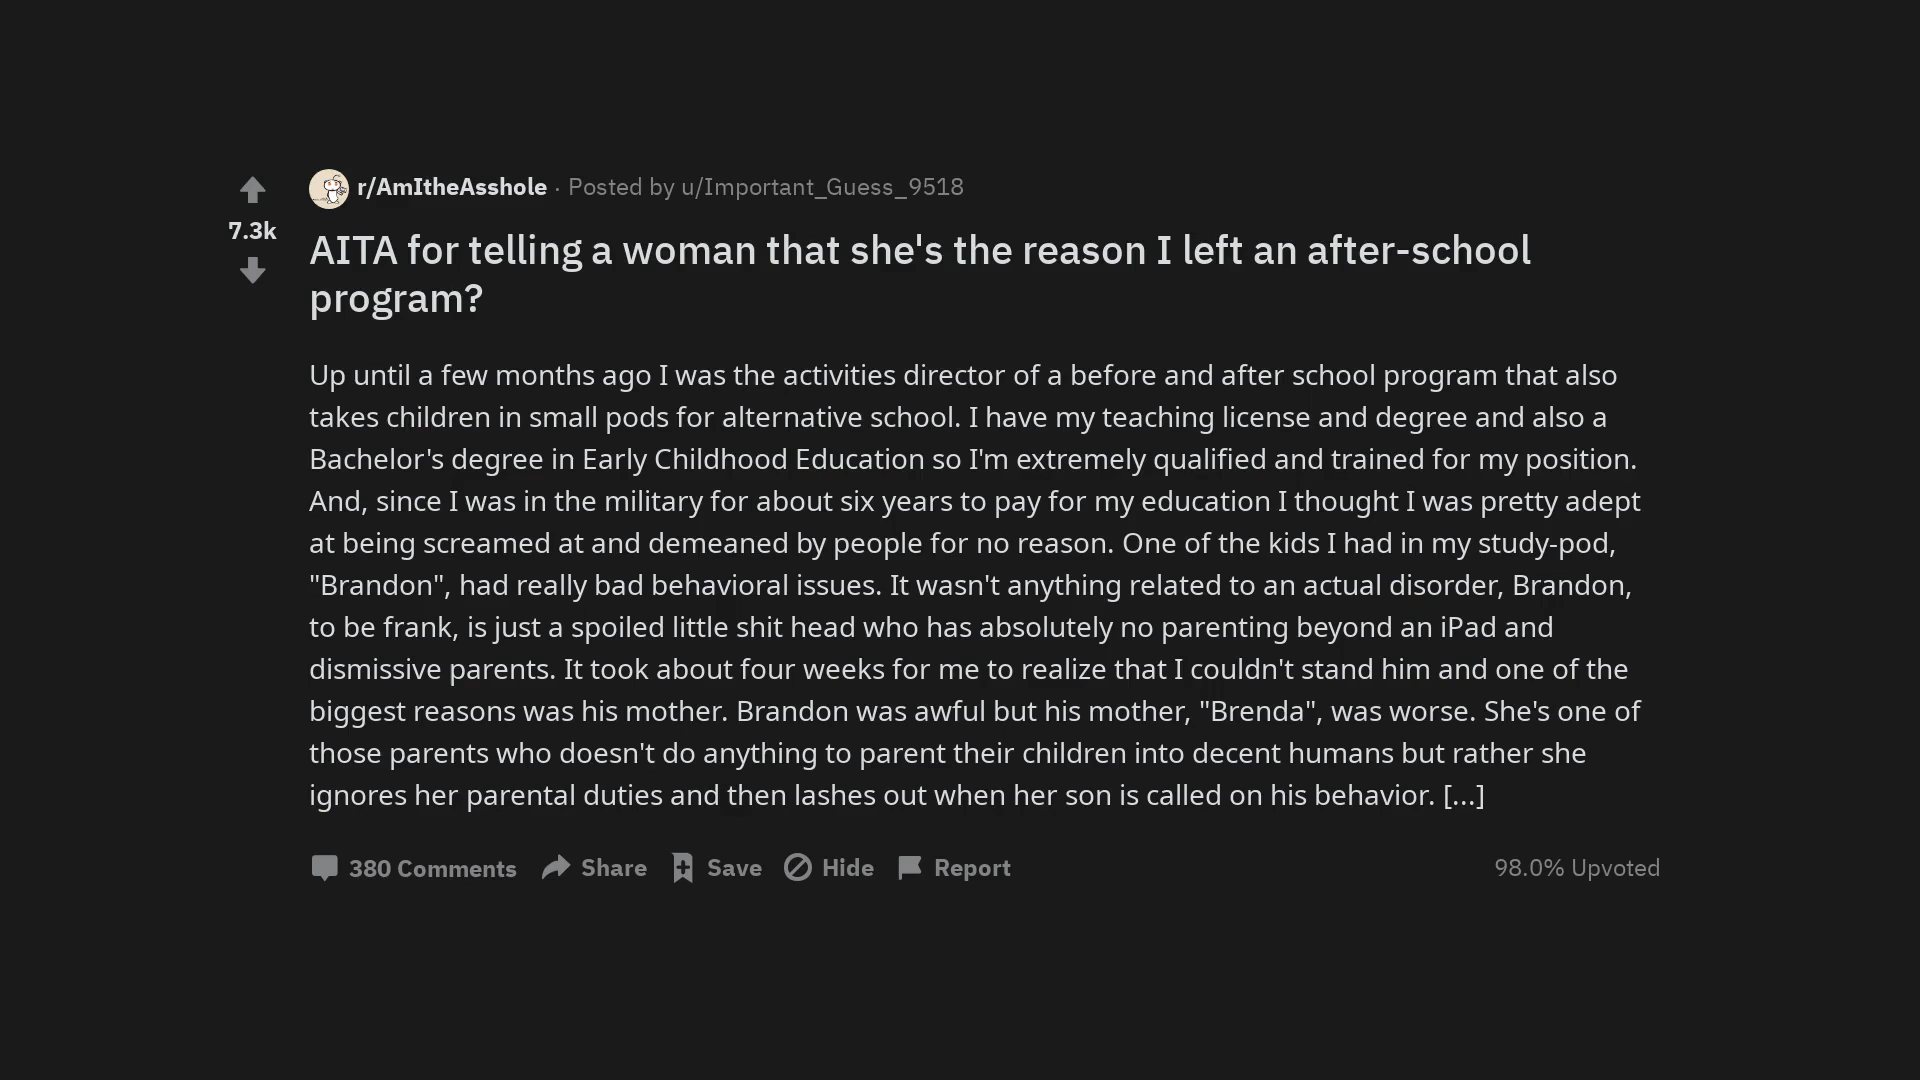 r/AmItheAsshole · Posted by u/Important_Guess_9518
7.3k
AITA for telling a woman that she's the reason I left an after-school
program?
Up until a few months ago I was the activities director of a before and after school program that also
takes children in small pods for alternative school. I have my teaching license and degree and also a
Bachelor's degree in Early Childhood Education so I'm extremely qualified and trained for my position.
And, since I was in the military for about six years to pay for my education I thought I was pretty adept
at being screamed at and demeaned by people for no reason. One of the kids I had in my study-pod,
"Brandon", had really bad behavioral issues. It wasn't anything related to an actual disorder, Brandon,
to be frank, is just a spoiled little shit head who has absolutely no parenting beyond an iPad and
dismissive parents. It took about four weeks for me to realize that I couldn't stand him and one of the
biggest reasons was his mother. Brandon was awful but his mother, "Brenda", was worse. She's one of
those parents who doesn't do anything to parent their children into decent humans but rather she
ignores her parental duties and then lashes out when her son is called on his behavior. [...]
380 Comments Share Save Hide Report 98.0% Upvoted